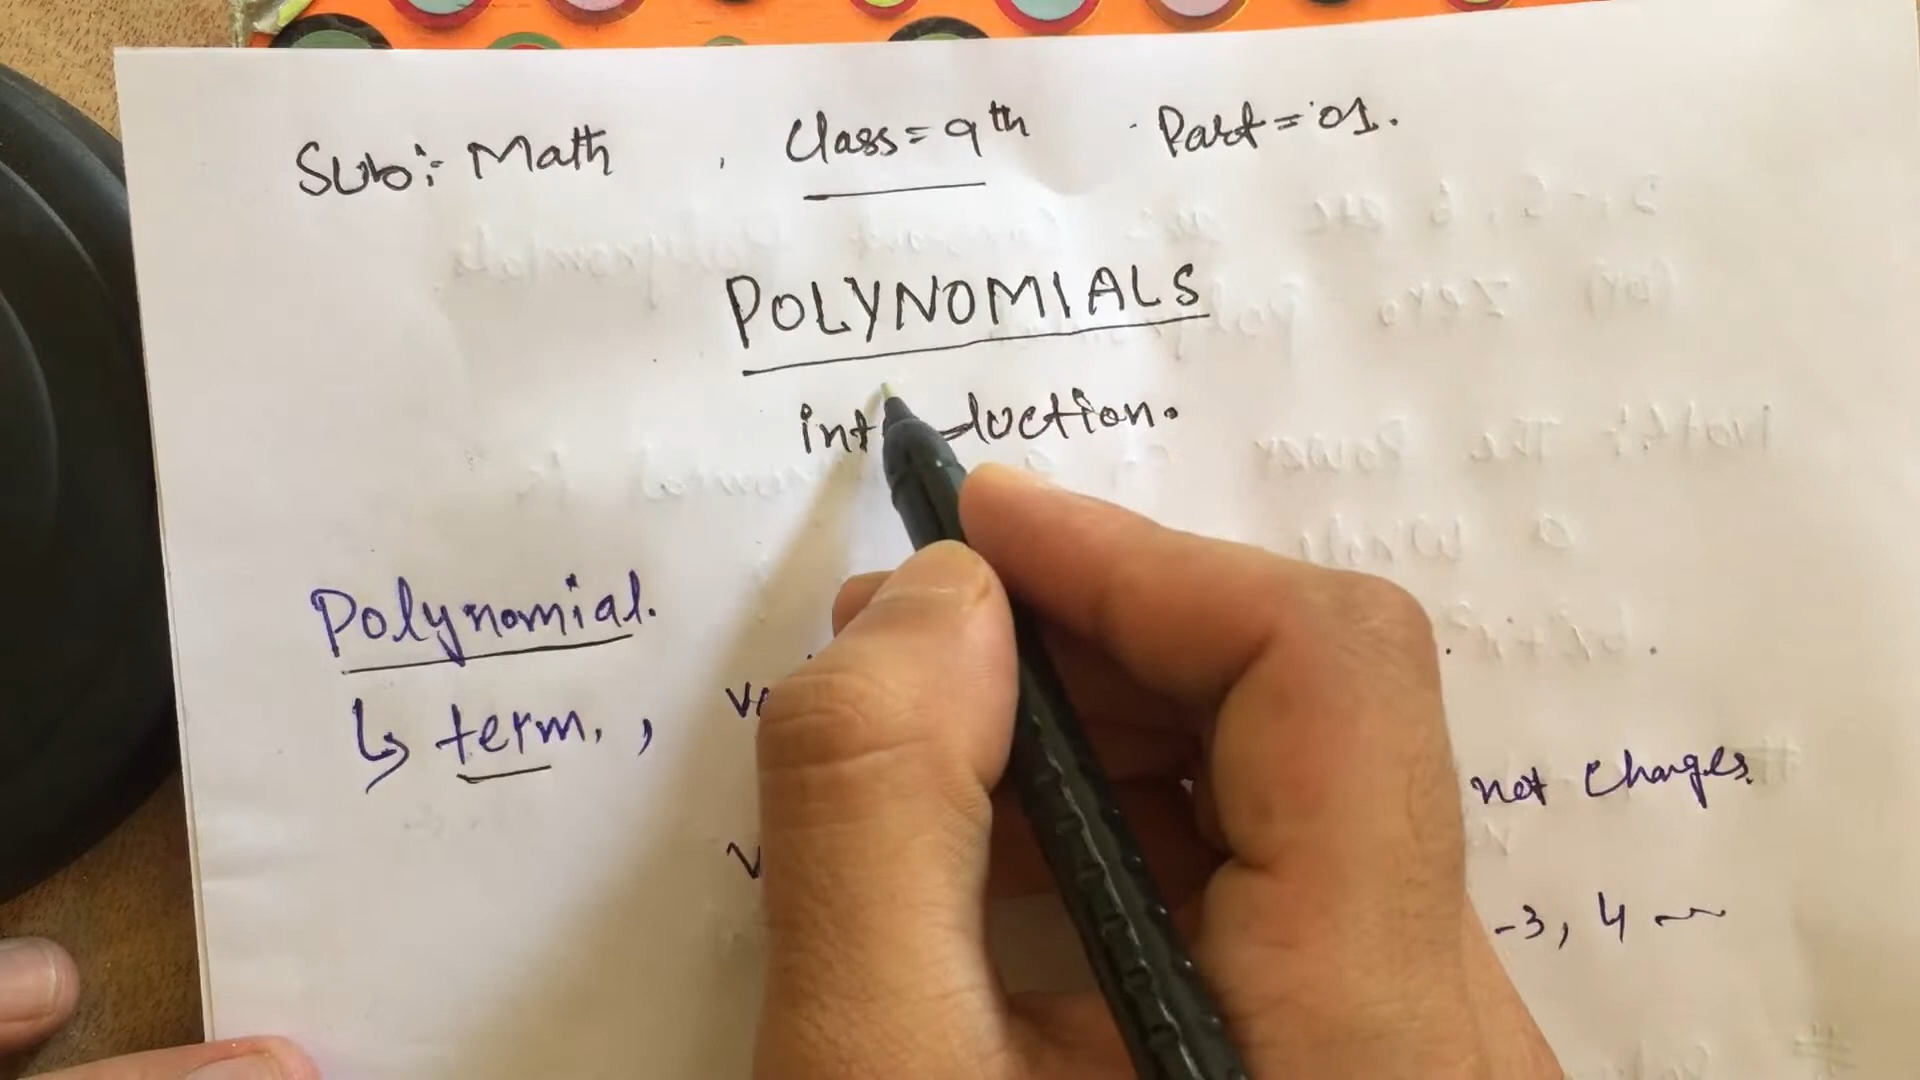 Sub:- Math , Class = 9th . Part = 01.
POLYNOMIALS
introduction.
Polynomial.
↳ term. ,
not changes.
-3, 4